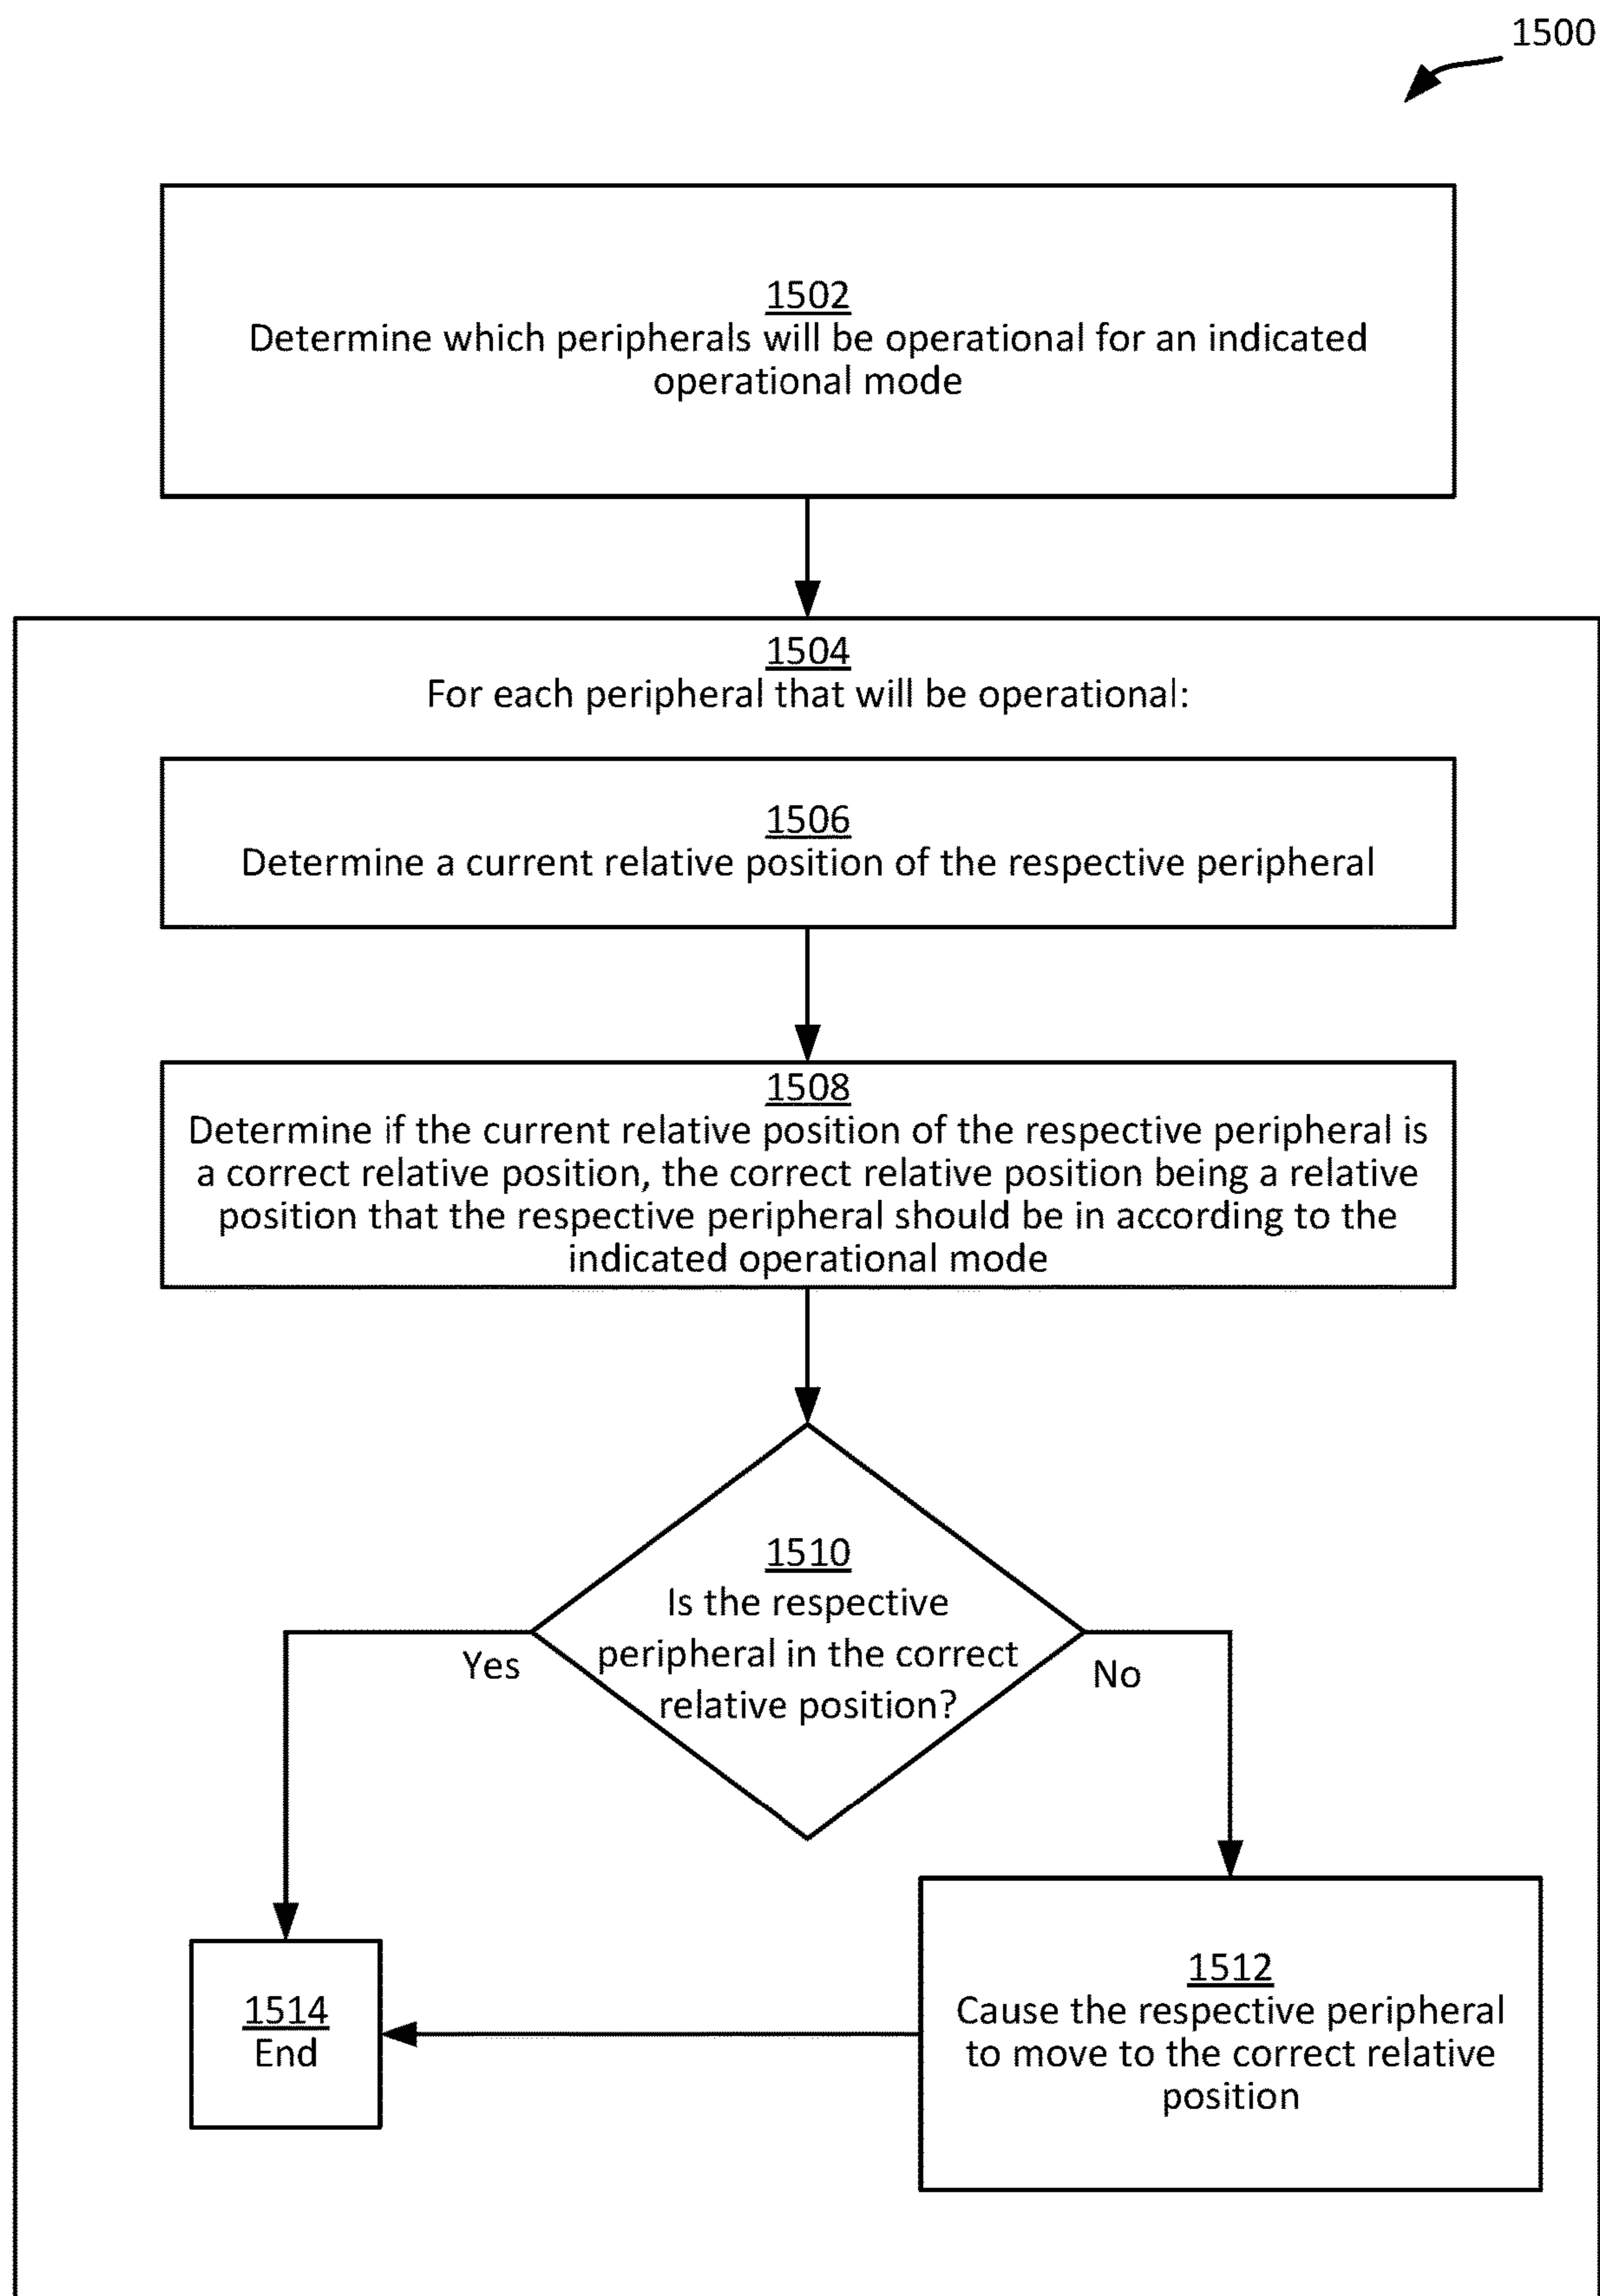 1500
1502
Determine which peripherals will be operational for an indicated
operational mode
1504
For each peripheral that will be operational:
1506
Determine a current relative position of the respective peripheral
1508
Determine if the current relative position of the respective peripheral is
a correct relative position, the correct relative position being a relative
position that the respective peripheral should be in according to the
indicated operational mode
1510
Is the respective
peripheral in the correct
relative position?
Yes
No
1512
Cause the respective peripheral
to move to the correct relative
position
1514
End